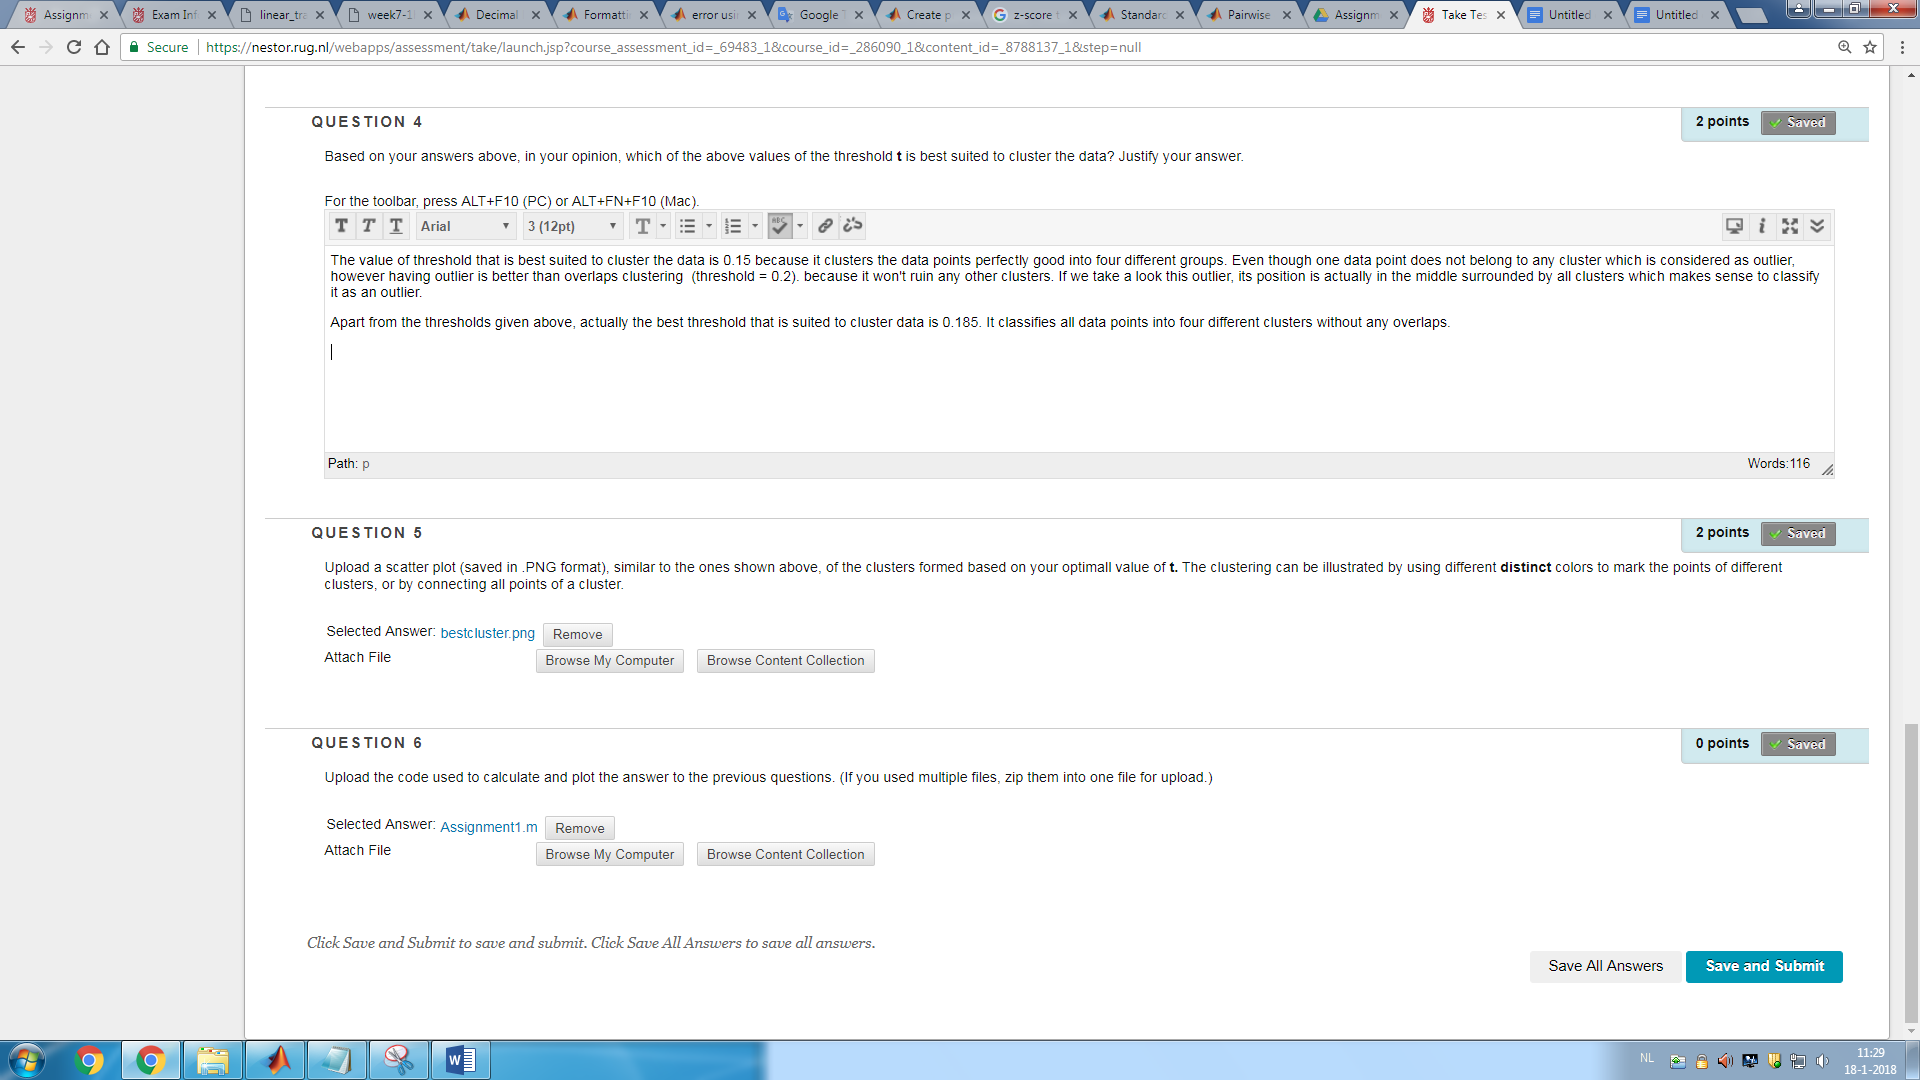 Assignm
Exam Inf
linear_tra
week7-1
Decimal
Formatti
error usi
Google T
Create p
z-score t
Standard
Pairwise
Assignm
Take Tes
Untitled
Untitled
Secure
https://nestor.rug.nl/webapps/assessment/take/launch.jsp?course_assessment_id=_69483_1&course_id=_286090_1&content_id=_8788137_1&step=null
QUESTION 4
2 points
Saved
Based on your answers above, in your opinion, which of the above values of the threshold t is best suited to cluster the data? Justify your answer.
For the toolbar, press ALT+F10 (PC) or ALT+FN+F10 (Mac).
T T T Arial 3 (12pt) T ABC i
The value of threshold that is best suited to cluster the data is 0.15 because it clusters the data points perfectly good into four different groups. Even though one data point does not belong to any cluster which is considered as outlier,
however having outlier is better than overlaps clustering (threshold = 0.2). because it won't ruin any other clusters. If we take a look this outlier, its position is actually in the middle surrounded by all clusters which makes sense to classify
it as an outlier.
Apart from the thresholds given above, actually the best threshold that is suited to cluster data is 0.185. It classifies all data points into four different clusters without any overlaps.
Path: p
Words:116
QUESTION 5
2 points
Saved
Upload a scatter plot (saved in .PNG format), similar to the ones shown above, of the clusters formed based on your optimall value of t. The clustering can be illustrated by using different distinct colors to mark the points of different
clusters, or by connecting all points of a cluster.
Selected Answer: bestcluster.png Remove
Attach File Browse My Computer Browse Content Collection
QUESTION 6
0 points
Saved
Upload the code used to calculate and plot the answer to the previous questions. (If you used multiple files, zip them into one file for upload.)
Selected Answer: Assignment1.m Remove
Attach File Browse My Computer Browse Content Collection
Click Save and Submit to save and submit. Click Save All Answers to save all answers.
Save All Answers
Save and Submit
NL
11:29
18-1-2018